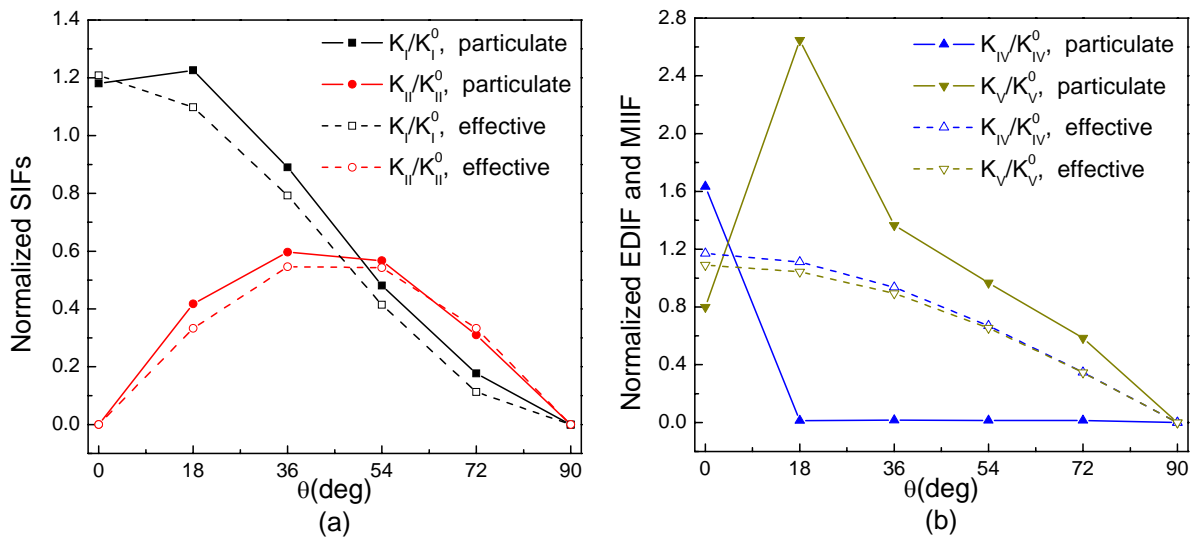 1.4
1.2
1.0
0.8
0.6
0.4
0.2
0.0
Normalized SIFs
K_I/K_I^0, particulate
K_II/K_II^0, particulate
K_I/K_I^0, effective
K_II/K_II^0, effective
0 18 36 54 72 90
θ(deg)
(a)
2.8
2.4
2.0
1.6
1.2
0.8
0.4
0.0
Normalized EDIF and MIIF
K_IV/K_IV^0, particulate
K_V/K_V^0, particulate
K_IV/K_IV^0, effective
K_V/K_V^0, effective
0 18 36 54 72 90
θ(deg)
(b)